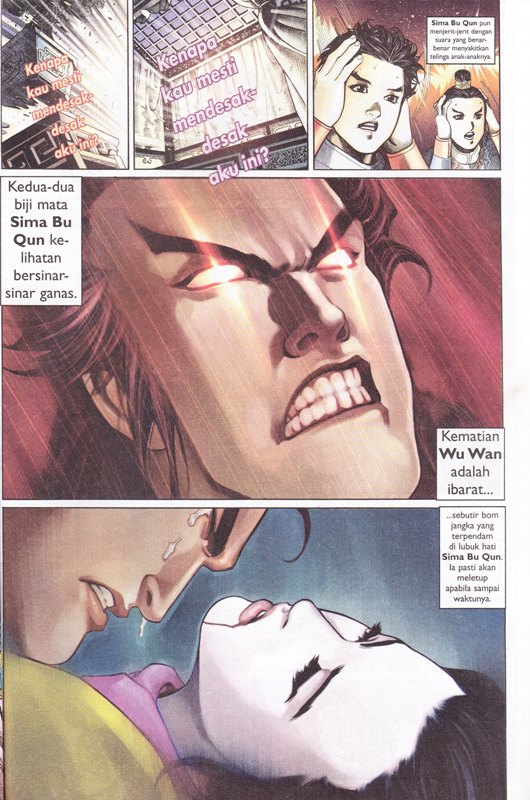 Kenapa
kau mesti
mendesak-
desak
aku ini?
Kenapa
kau mesti
mendesak-
desak
aku ini?
Sima Bu Qun pun
menjerit-jerit dengan
suara yang benar-
benar menyakitkan
telinga anak-anaknya.
Kedua-dua
biji mata
Sima Bu
Qun ke-
lihatan
bersinar-
sinar ganas.
Kematian
Wu Wan
adalah
ibarat...
...sebutir bom
jangka yang
terpendam
di lubuk hati
Sima Bu Qun.
Ia pasti akan
meletup
apabila sampai
waktunya.